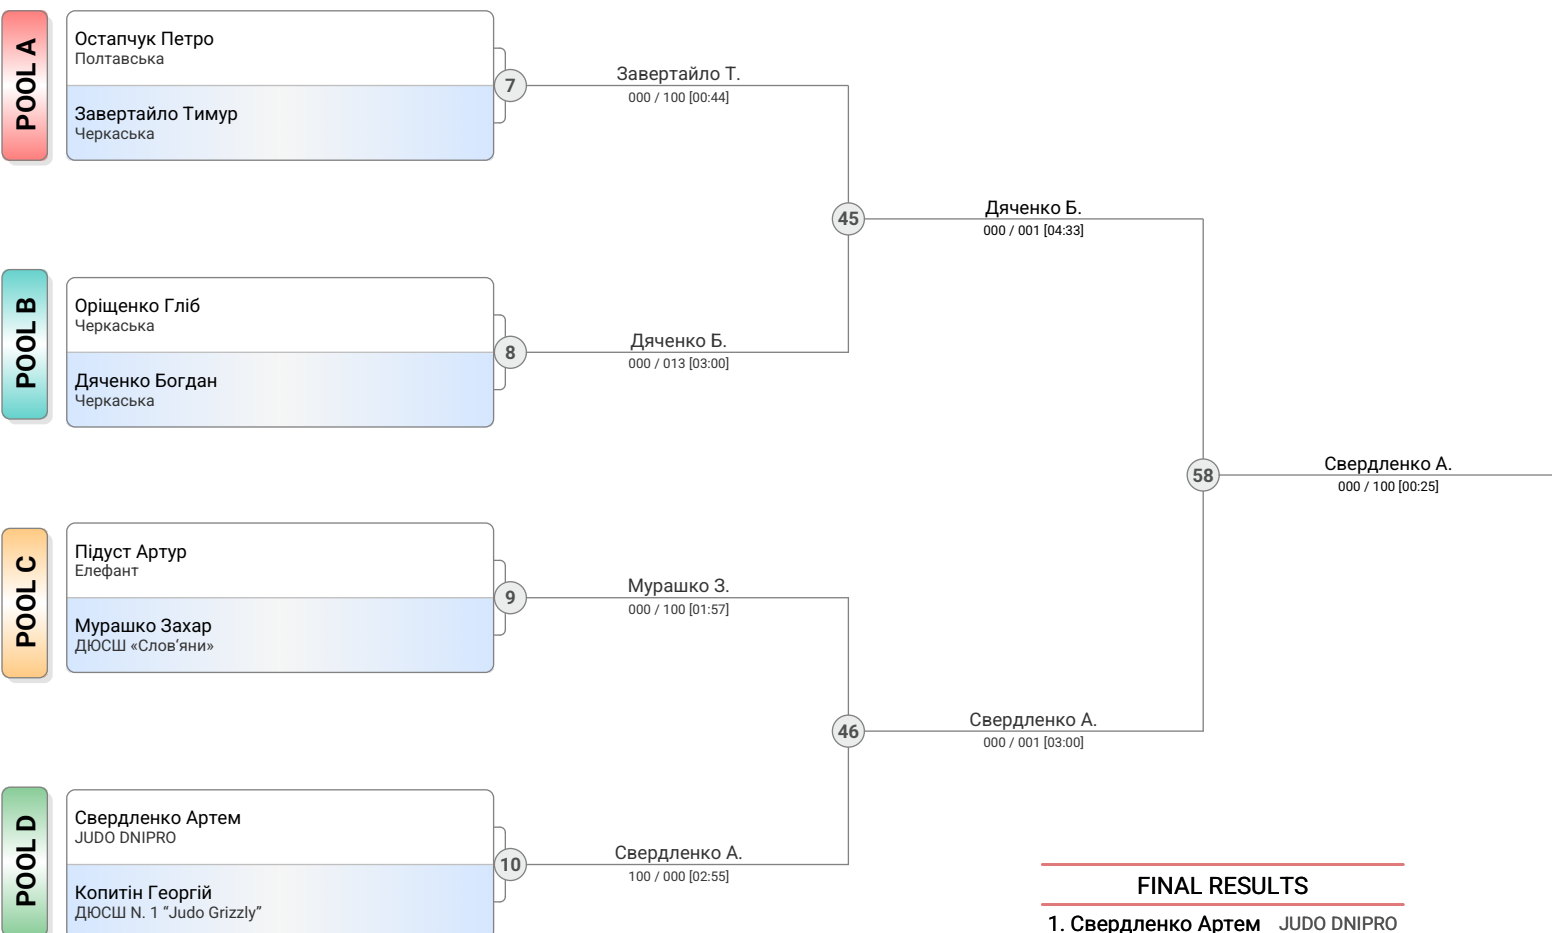 POOL A
Остапчук Петро
Полтавська
Завертайло Тимур
Черкаська
7
Завертайло Т.
000 / 100 [00:44]
45
Дяченко Б.
000 / 001 [04:33]
POOL B
Оріщенко Гліб
Черкаська
Дяченко Богдан
Черкаська
8
Дяченко Б.
000 / 013 [03:00]
58
Свердленко А.
000 / 100 [00:25]
POOL C
Підуст Артур
Елефант
Мурашко Захар
ДЮСШ «Слов’яни»
9
Мурашко З.
000 / 100 [01:57]
46
Свердленко А.
000 / 001 [03:00]
POOL D
Свердленко Артем
JUDO DNIPRO
Копитін Георгій
ДЮСШ N. 1 “Judo Grizzly”
10
Свердленко А.
100 / 000 [02:55]
FINAL RESULTS
1. Свердленко Артем JUDO DNIPRO